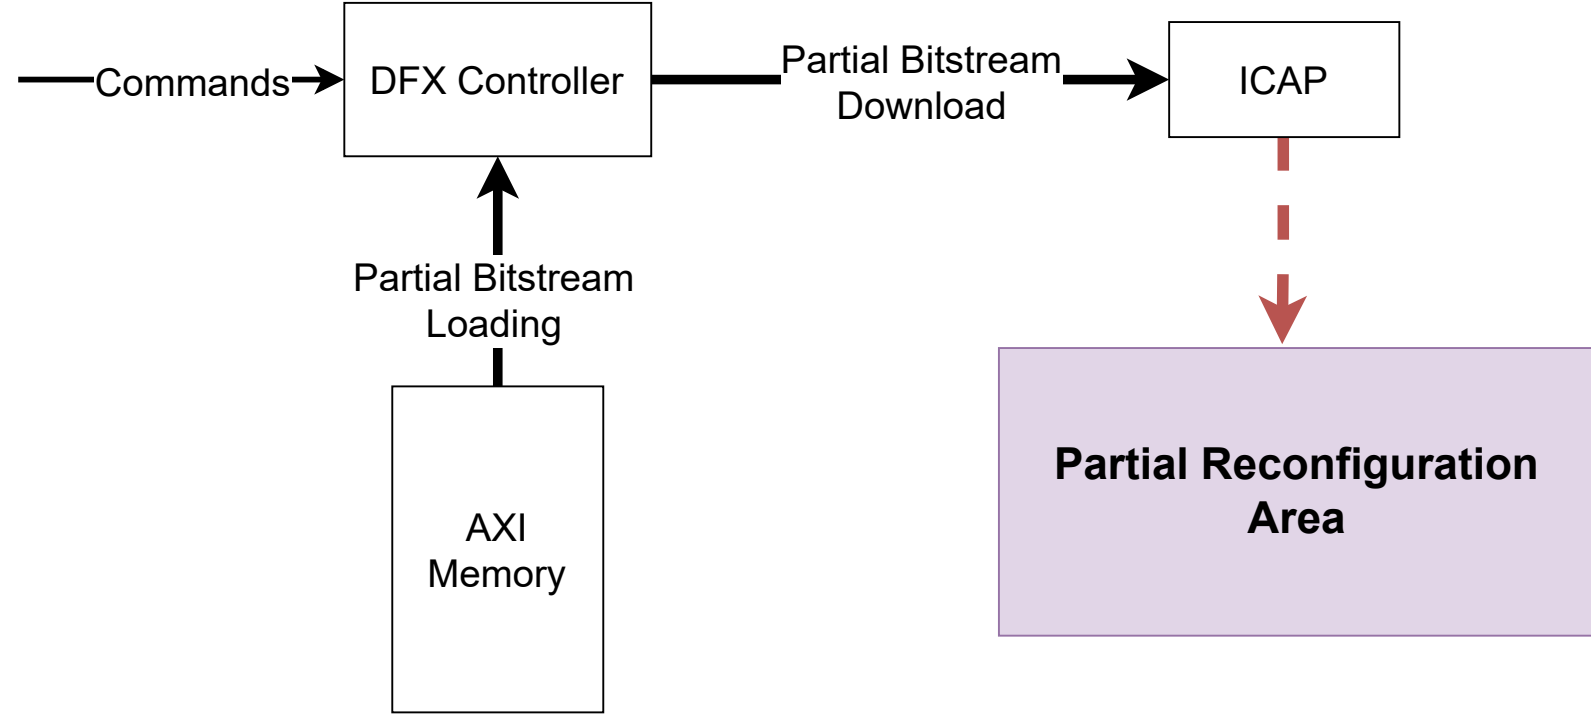 Commands
DFX Controller
Partial Bitstream
Download
ICAP
Partial Bitstream
Loading
AXI
Memory
Partial Reconfiguration
Area